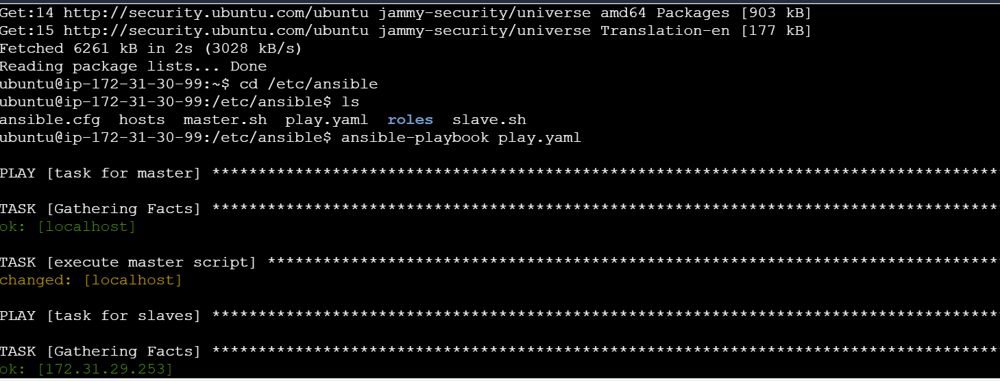 Get:14 http://security.ubuntu.com/ubuntu jammy-security/universe amd64 Packages [903 kB]
Get:15 http://security.ubuntu.com/ubuntu jammy-security/universe Translation-en [177 kB]
Fetched 6261 kB in 2s (3028 kB/s)
Reading package lists... Done
ubuntu@ip-172-31-30-99:~$ cd /etc/ansible
ubuntu@ip-172-31-30-99:/etc/ansible$ ls
ansible.cfg  hosts  master.sh  play.yaml  roles  slave.sh
ubuntu@ip-172-31-30-99:/etc/ansible$ ansible-playbook play.yaml
PLAY [task for master] *************************************************************************************
TASK [Gathering Facts] *************************************************************************************
ok: [localhost]
TASK [execute master script] *******************************************************************************
changed: [localhost]
PLAY [task for slaves] *************************************************************************************
TASK [Gathering Facts] *************************************************************************************
ok: [172.31.29.253]